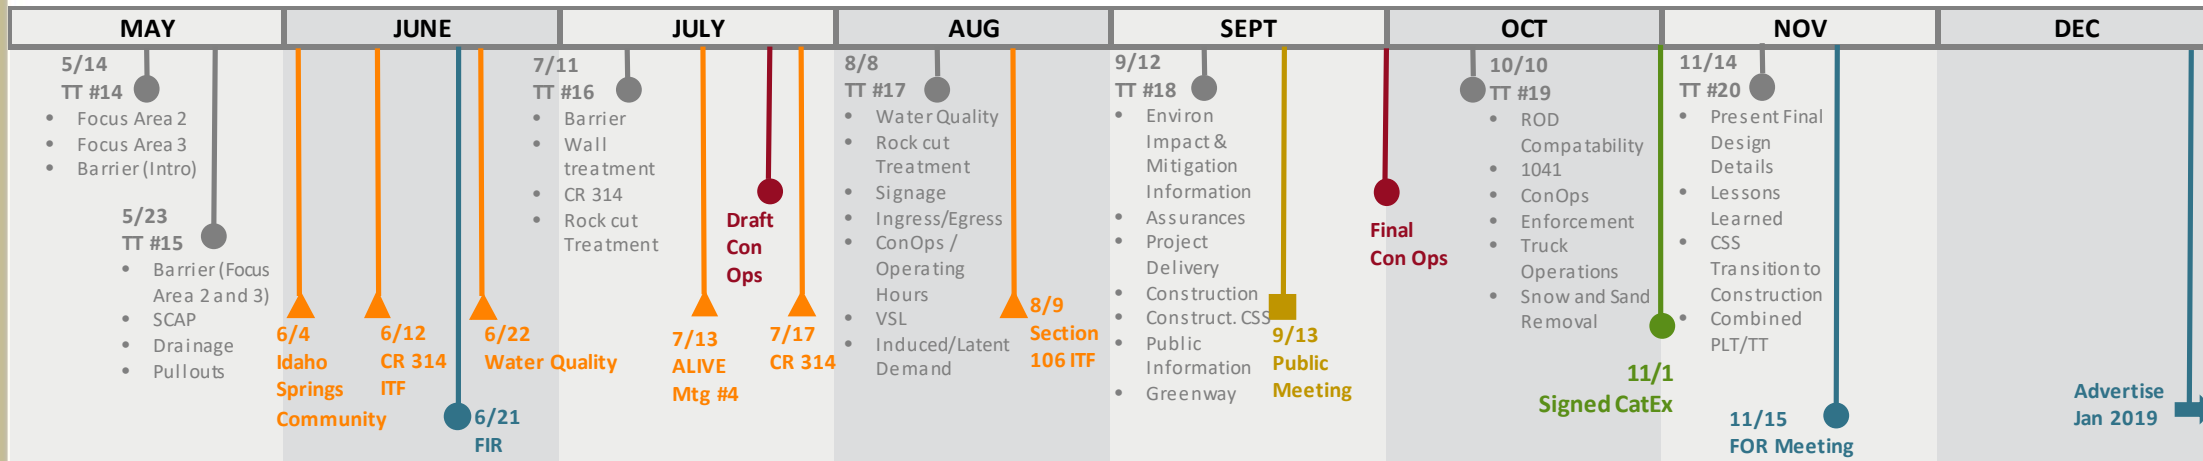 MAY
JUNE
JULY
AUG
SEPT
OCT
NOV
DEC
5/14
TT #14
• Focus Area 2
• Focus Area 3
• Barrier (Intro)
5/23
TT #15
• Barrier (Focus
Area 2 and 3)
• SCAP
• Drainage
• Pullouts
6/4
Idaho
Springs
Community
6/12
CR 314
ITF
6/21
FIR
6/22
Water Quality
7/11
TT #16
• Barrier
• Wall
treatment
• CR 314
• Rock cut
Treatment
7/13
ALIVE
Mtg #4
Draft
Con
Ops
7/17
CR 314
8/8
TT #17
• Water Quality
• Rock cut
Treatment
• Signage
• Ingress/Egress
• ConOps /
Operating
Hours
• VSL
• Induced/Latent
Demand
8/9
Section
106 ITF
9/12
TT #18
• Environ
Impact &
Mitigation
Information
• Assurances
• Project
Delivery
• Construction
• Construct. CSS
• Public
Information
• Greenway
9/13
Public
Meeting
Final
Con Ops
10/10
TT #19
• ROD
Compatability
• 1041
• ConOps
• Enforcement
• Truck
Operations
• Snow and Sand
Removal
11/1
Signed CatEx
11/14
TT #20
• Present Final
Design
Details
• Lessons
Learned
• CSS
Transition to
Construction
• Combined
PLT/TT
11/15
FOR Meeting
Advertise
Jan 2019